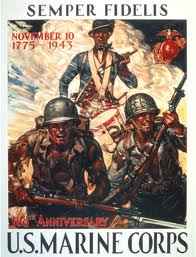 SEMPER FIDELIS
NOVEMBER 10
1775-1943
168TH ANNIVERSARY
U.S. MARINE CORPS